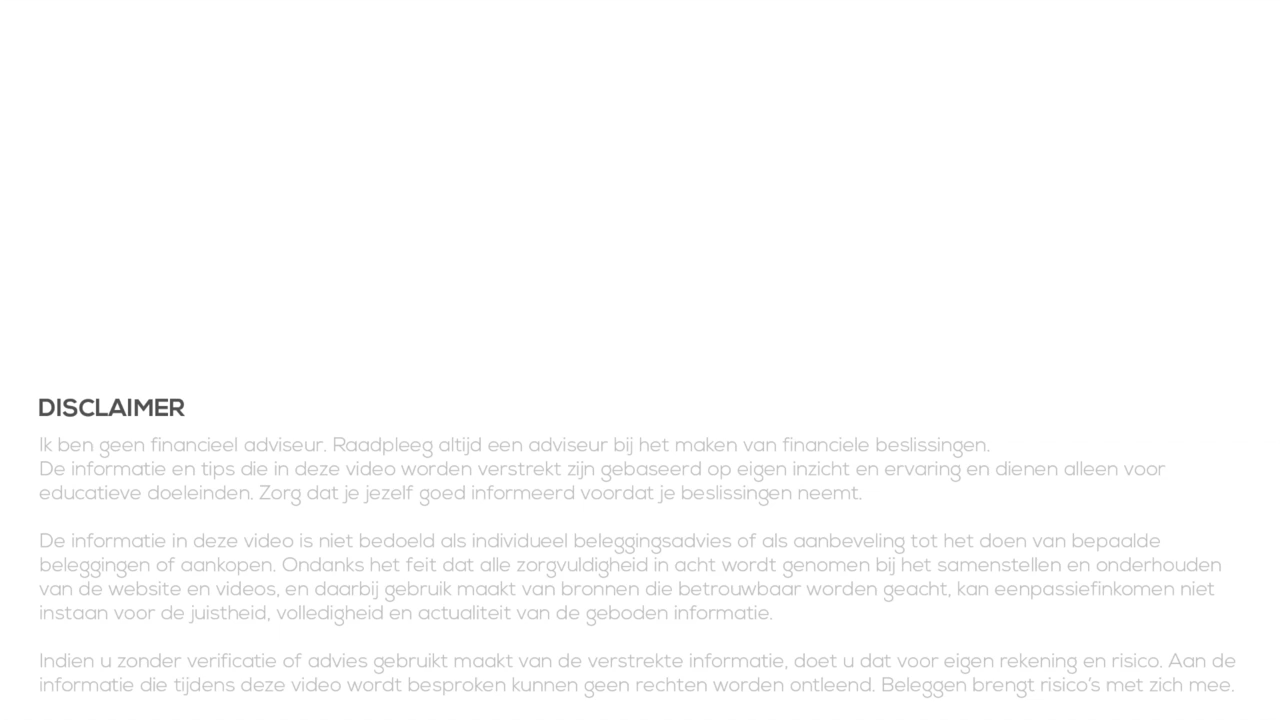 DISCLAIMER
Ik ben geen financieel adviseur. Raadpleeg altijd een adviseur bij het maken van financiele beslissingen.
De informatie en tips die in deze video worden verstrekt zijn gebaseerd op eigen inzicht en ervaring en dienen alleen voor
educatieve doeleinden. Zorg dat je jezelf goed informeerd voordat je beslissingen neemt.
De informatie in deze video is niet bedoeld als individueel beleggingsadvies of als aanbeveling tot het doen van bepaalde
beleggingen of aankopen. Ondanks het feit dat alle zorgvuldigheid in acht wordt genomen bij het samenstellen en onderhouden
van de website en videos, en daarbij gebruik maakt van bronnen die betrouwbaar worden geacht, kan eenpassiefinkomen niet
instaan voor de juistheid, volledigheid en actualiteit van de geboden informatie.
Indien u zonder verificatie of advies gebruikt maakt van de verstrekte informatie, doet u dat voor eigen rekening en risico. Aan de
informatie die tijdens deze video wordt besproken kunnen geen rechten worden ontleend. Beleggen brengt risico's met zich mee.